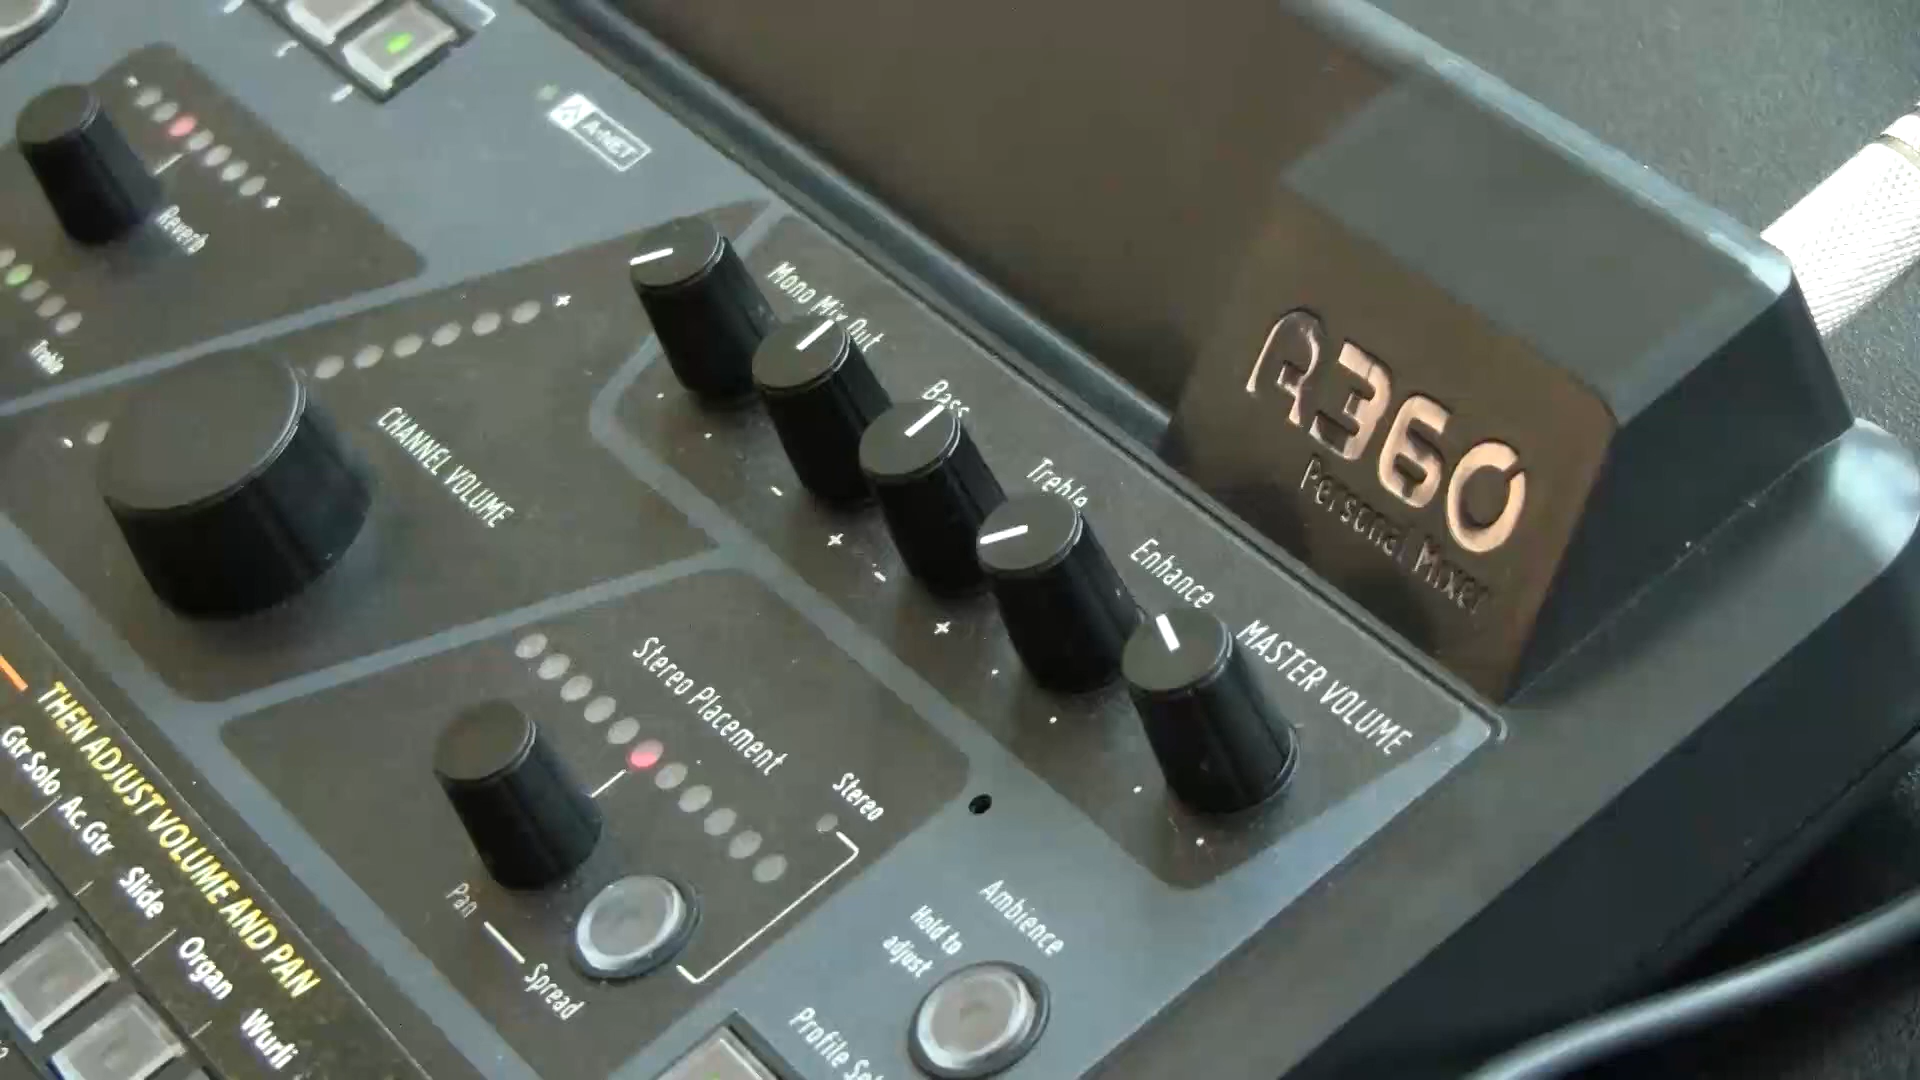 A-NET
Reverb
Treble
Mono Mix Out
CHANNEL VOLUME
Bass
Treble
Enhance
MASTER VOLUME
A360
Personal Mixer
Stereo Placement
Stereo
Pan
Spread
Ambience
Hold to
adjust
THEN ADJUST VOLUME AND PAN
Gtr Solo
Ac. Gtr
Slide
Organ
Wurli
Profile